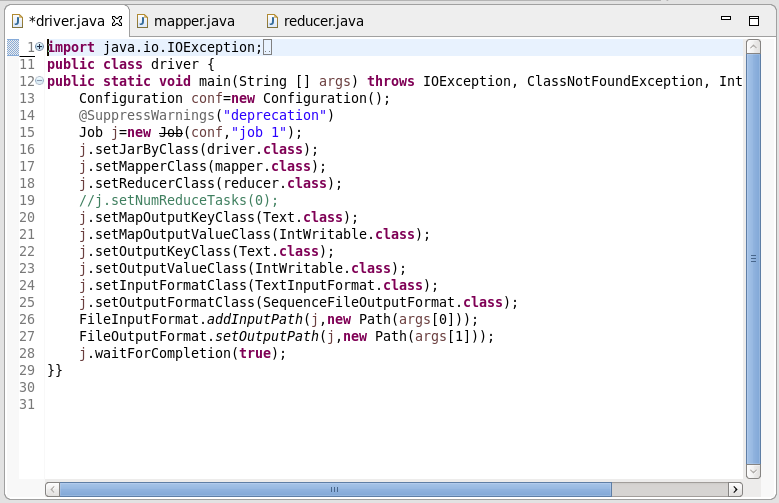 *driver.java mapper.java reducer.java
1 import java.io.IOException;
11 public class driver {
12 public static void main(String [] args) throws IOException, ClassNotFoundException, Int
13 Configuration conf=new Configuration();
14 @SuppressWarnings("deprecation")
15 Job j=new Job(conf,"job 1");
16 j.setJarByClass(driver.class);
17 j.setMapperClass(mapper.class);
18 j.setReducerClass(reducer.class);
19 //j.setNumReduceTasks(0);
20 j.setMapOutputKeyClass(Text.class);
21 j.setMapOutputValueClass(IntWritable.class);
22 j.setOutputKeyClass(Text.class);
23 j.setOutputValueClass(IntWritable.class);
24 j.setInputFormatClass(TextInputFormat.class);
25 j.setOutputFormatClass(SequenceFileOutputFormat.class);
26 FileInputFormat.addInputPath(j,new Path(args[0]));
27 FileOutputFormat.setOutputPath(j,new Path(args[1]));
28 j.waitForCompletion(true);
29 }}
30
31